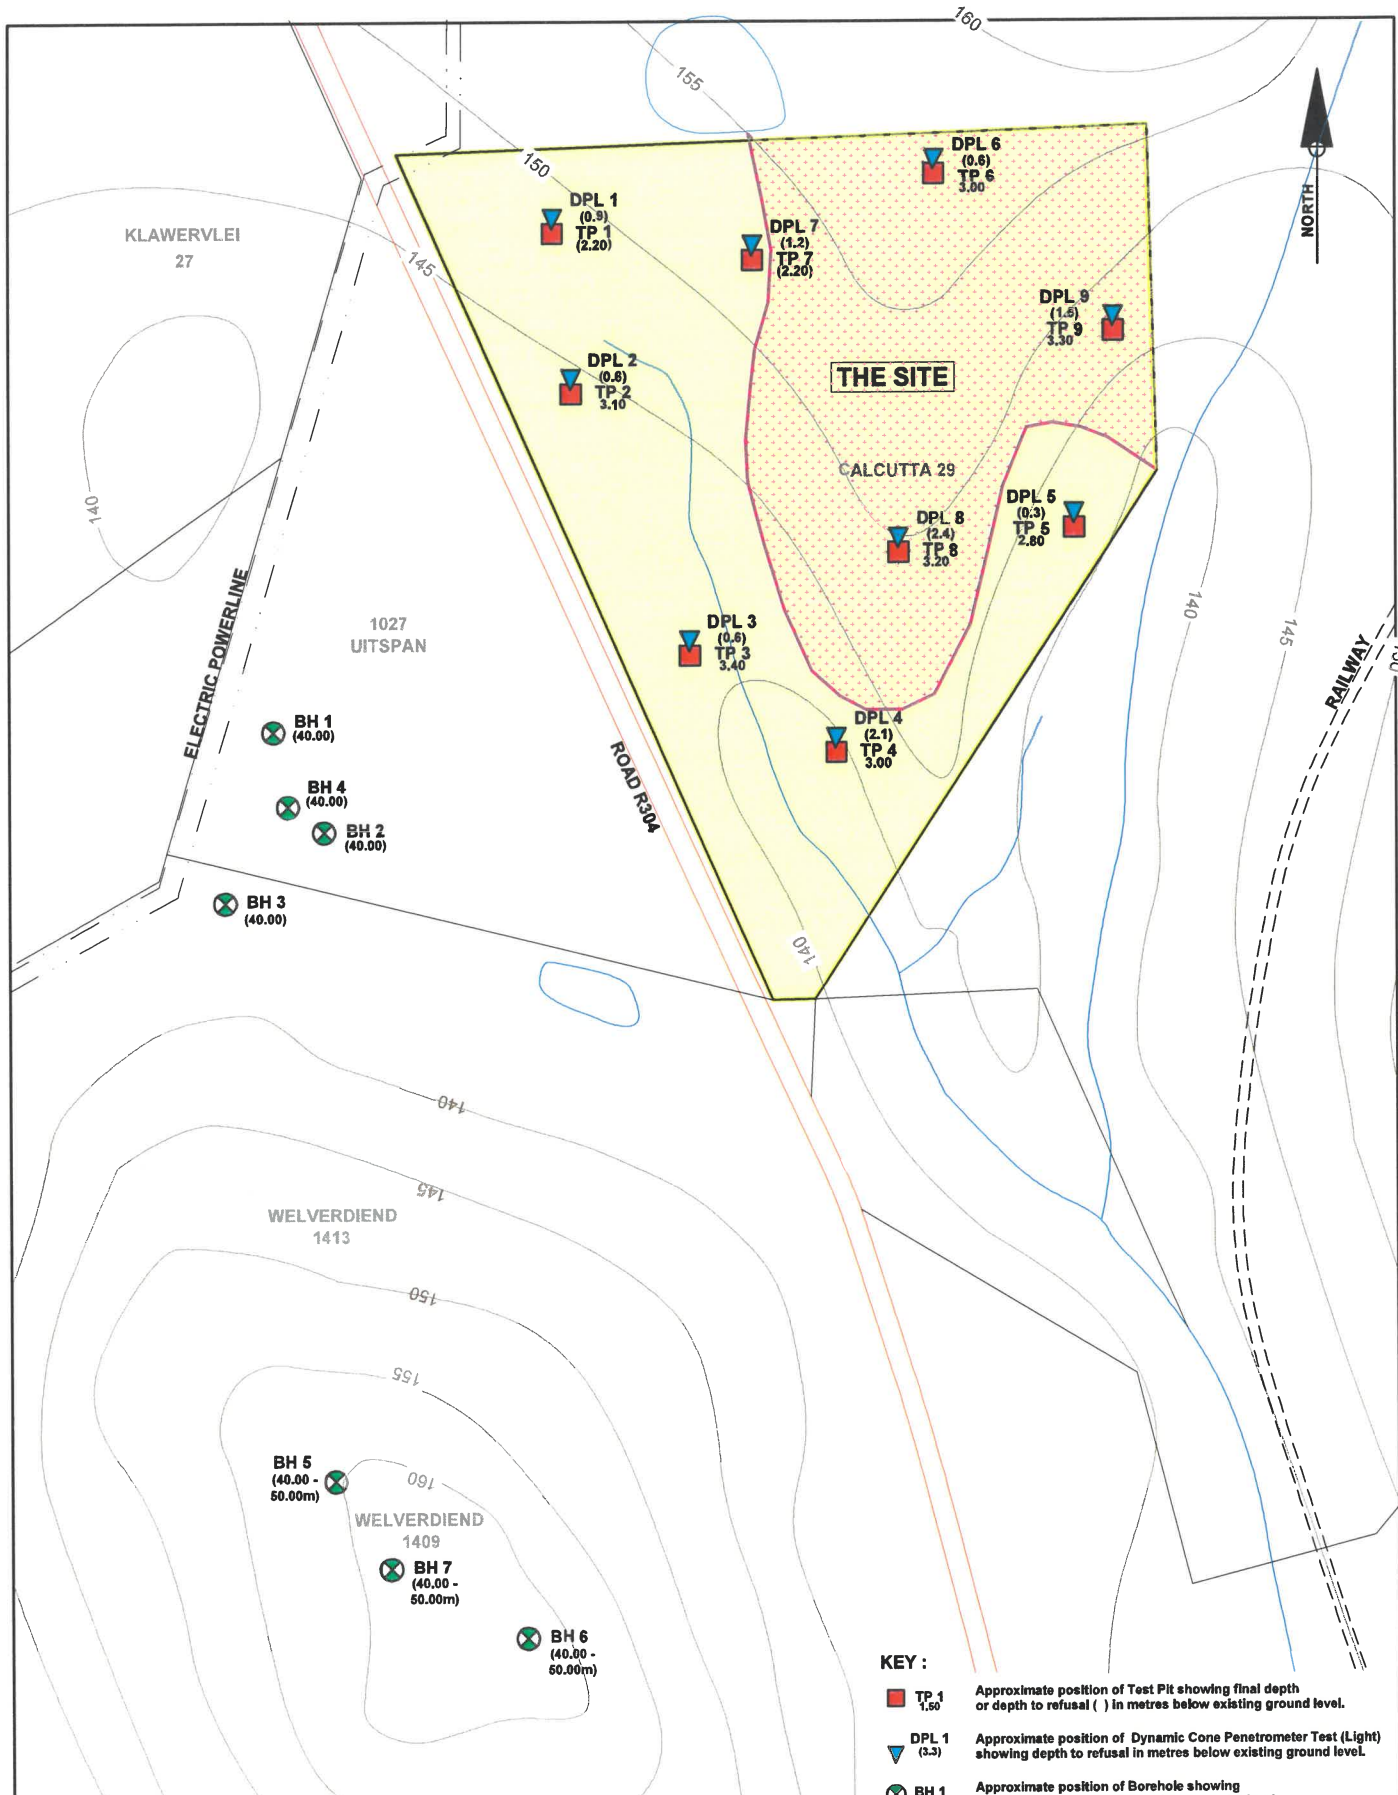 160
155
150
DPL 6
(0.6)
TP 6
3.00
NORTH
DPL 1
(0.9)
TP 1
(2.20)
DPL 7
(1.2)
TP 7
(2.20)
KLAWERVLEI
27
145
DPL 9
(1.5)
TP 9
3.30
DPL 2
(0.6)
TP 2
3.10
THE SITE
CALCUTTA 29
140
DPL 5
(0.3)
TP 5
2.80
DPL 8
(2.4)
TP 8
3.20
ELECTRIC POWERLINE
1027
UITSPAN
140
145
RAILWAY
DPL 3
(0.6)
TP 3
3.40
BH 1
(40.00)
DPL 4
(2.1)
TP 4
3.00
ROAD R304
BH 4
(40.00)
BH 2
(40.00)
BH 3
(40.00)
140
140
145
WELVERDIEND
1413
150
155
BH 5
(40.00 -
50.00m)
160
WELVERDIEND
1409
BH 7
(40.00 -
50.00m)
BH 6
(40.00 -
50.00m)
KEY :
TP 1
1.50
Approximate position of Test Pit showing final depth
or depth to refusal ( ) in metres below existing ground level.
DPL 1
(3.3)
Approximate position of Dynamic Cone Penetrometer Test (Light)
showing depth to refusal in metres below existing ground level.
BH 1
Approximate position of Borehole showing